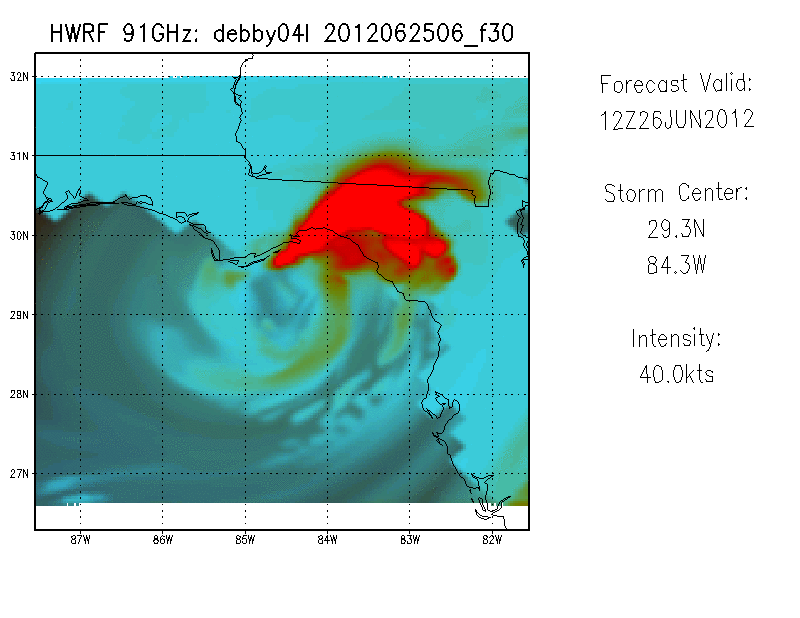 HWRF 91GHz: debby04l 2012062506_f30
Forecast Valid:
12Z26JUN2012
Storm Center:
29.3N
84.3W
Intensity:
40.0kts
32N
31N
30N
29N
28N
27N
87W
86W
85W
84W
83W
82W